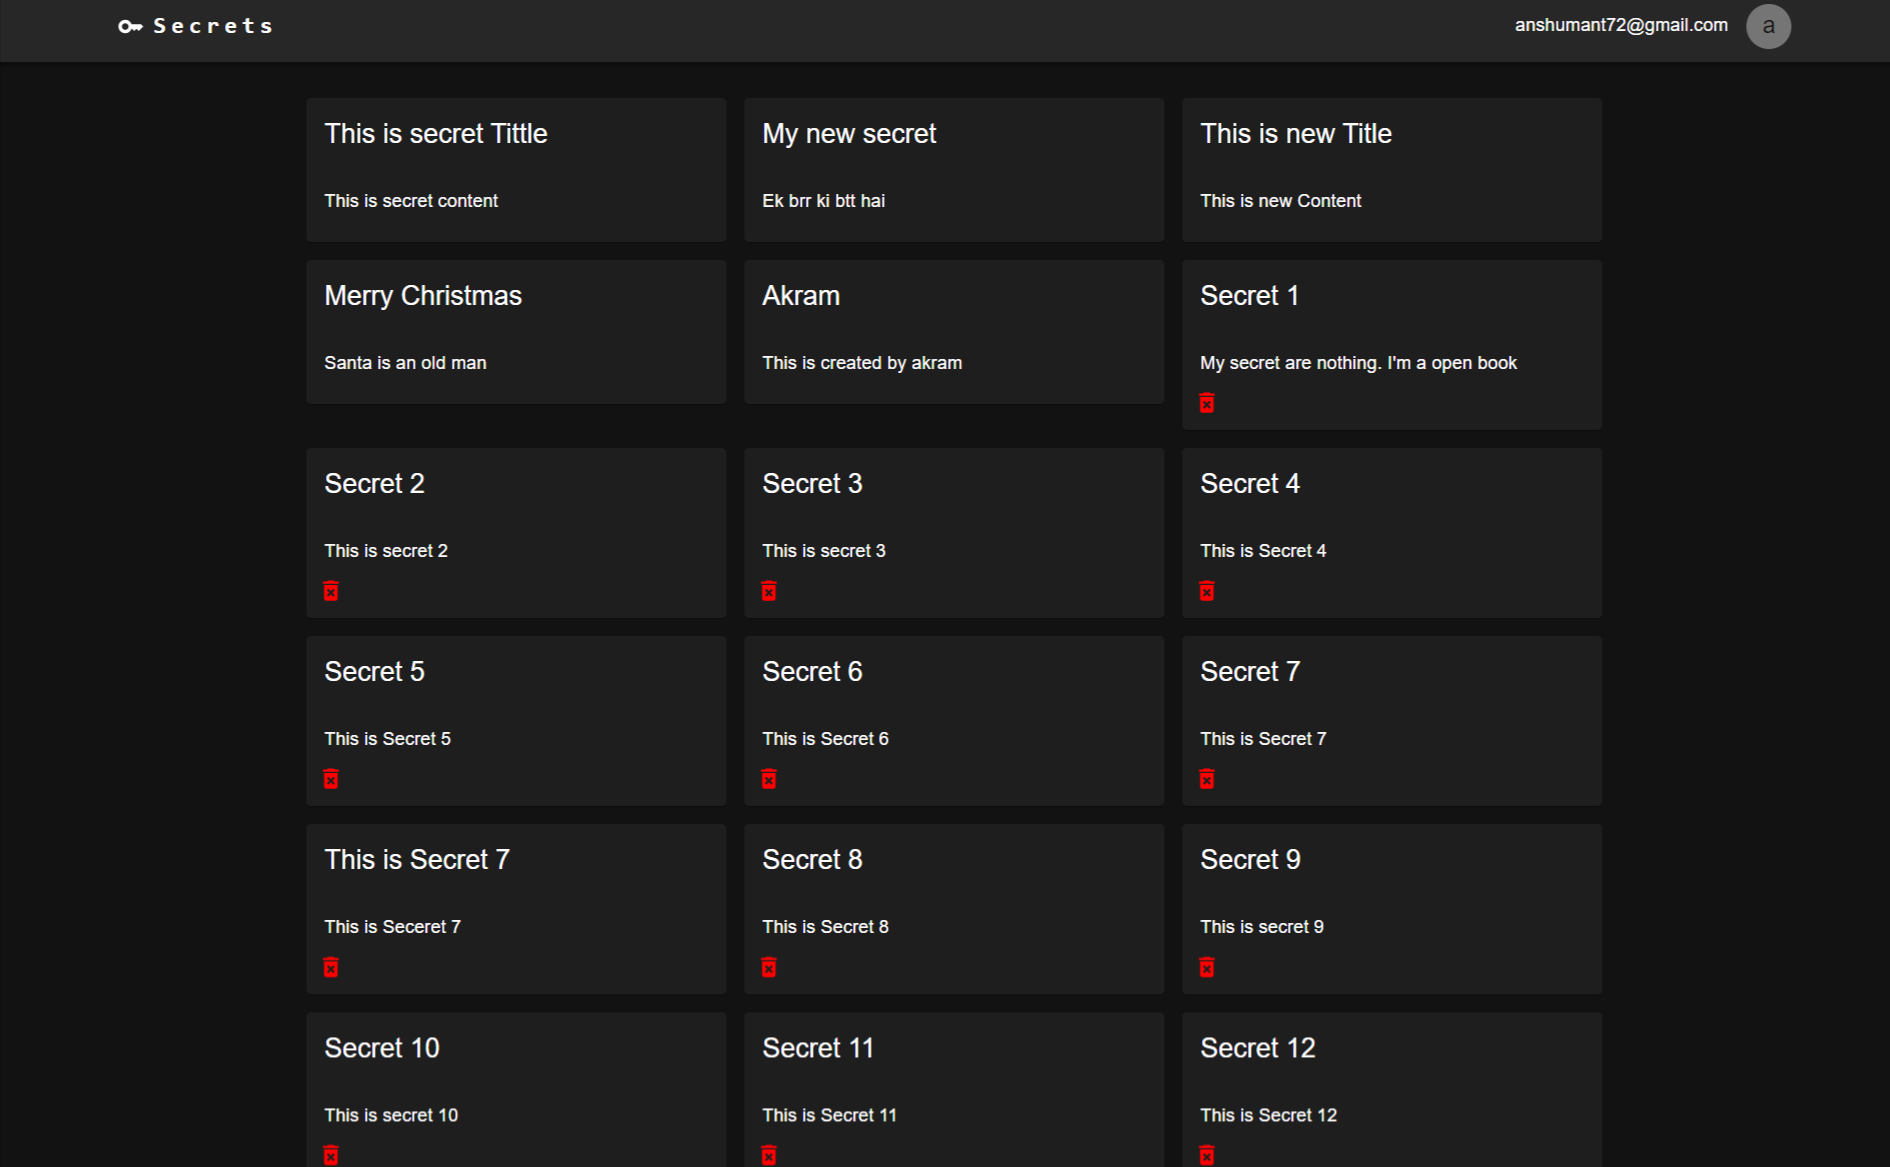 Secrets
anshumant72@gmail.com
a
This is secret Tittle
This is secret content
My new secret
Ek brr ki btt hai
This is new Title
This is new Content
Merry Christmas
Santa is an old man
Akram
This is created by akram
Secret 1
My secret are nothing. I'm a open book
Secret 2
This is secret 2
Secret 3
This is secret 3
Secret 4
This is Secret 4
Secret 5
This is Secret 5
Secret 6
This is Secret 6
Secret 7
This is Secret 7
This is Secret 7
This is Seceret 7
Secret 8
This is Secret 8
Secret 9
This is secret 9
Secret 10
This is secret 10
Secret 11
This is Secret 11
Secret 12
This is Secret 12